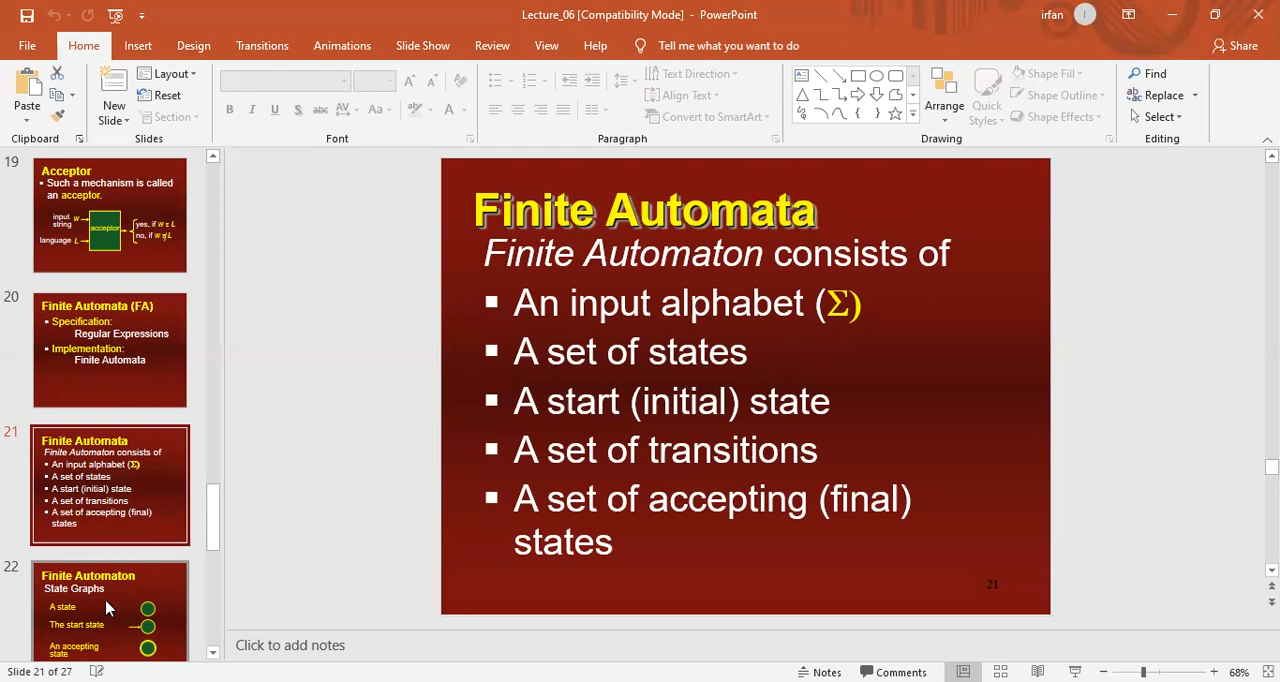 Lecture_06 [Compatibility Mode] - PowerPoint
irfan
I
File
Home
Insert
Design
Transitions
Animations
Slide Show
Review
View
Help
Tell me what you want to do
Share
Paste
Clipboard
New
Slide
Layout
Reset
Section
Slides
B I U S abc AV Aa A
Font
Text Direction
Align Text
Convert to SmartArt
Paragraph
Arrange
Quick
Styles
Shape Fill
Shape Outline
Shape Effects
Drawing
Find
Replace
Select
Editing
19
Acceptor
Such a mechanism is called
an acceptor.
input
string
w
language L
acceptor
yes, if w ε L
no, if w ∉ L
20
Finite Automata (FA)
Specification:
Regular Expressions
Implementation:
Finite Automata
21
Finite Automata
Finite Automaton consists of
An input alphabet (Σ)
A set of states
A start (initial) state
A set of transitions
A set of accepting (final)
states
22
Finite Automaton
State Graphs
A state
The start state
An accepting
state
Finite Automata
Finite Automaton consists of
▪ An input alphabet (Σ)
▪ A set of states
▪ A start (initial) state
▪ A set of transitions
▪ A set of accepting (final)
states
21
Click to add notes
Slide 21 of 27
Notes
Comments
68%